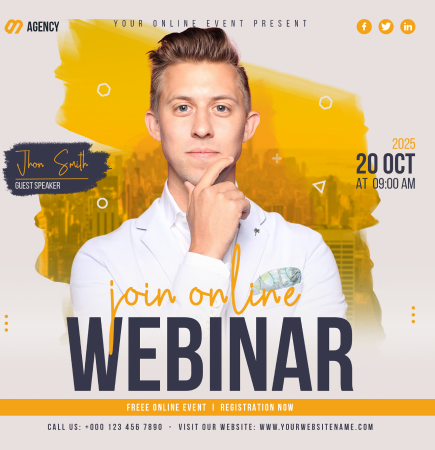 AGENCY
YOUR ONLINE EVENT PRESENT
2025
20 OCT
AT 09:00 AM
Jhon Smith
GUEST SPEAKER
join online
WEBINAR
FREEE ONLINE EVENT | REGISTRATION NOW
CALL US: +000 123 456 7890 - VISIT OUR WEBSITE: WWW.YOURWEBSITENAME.COM